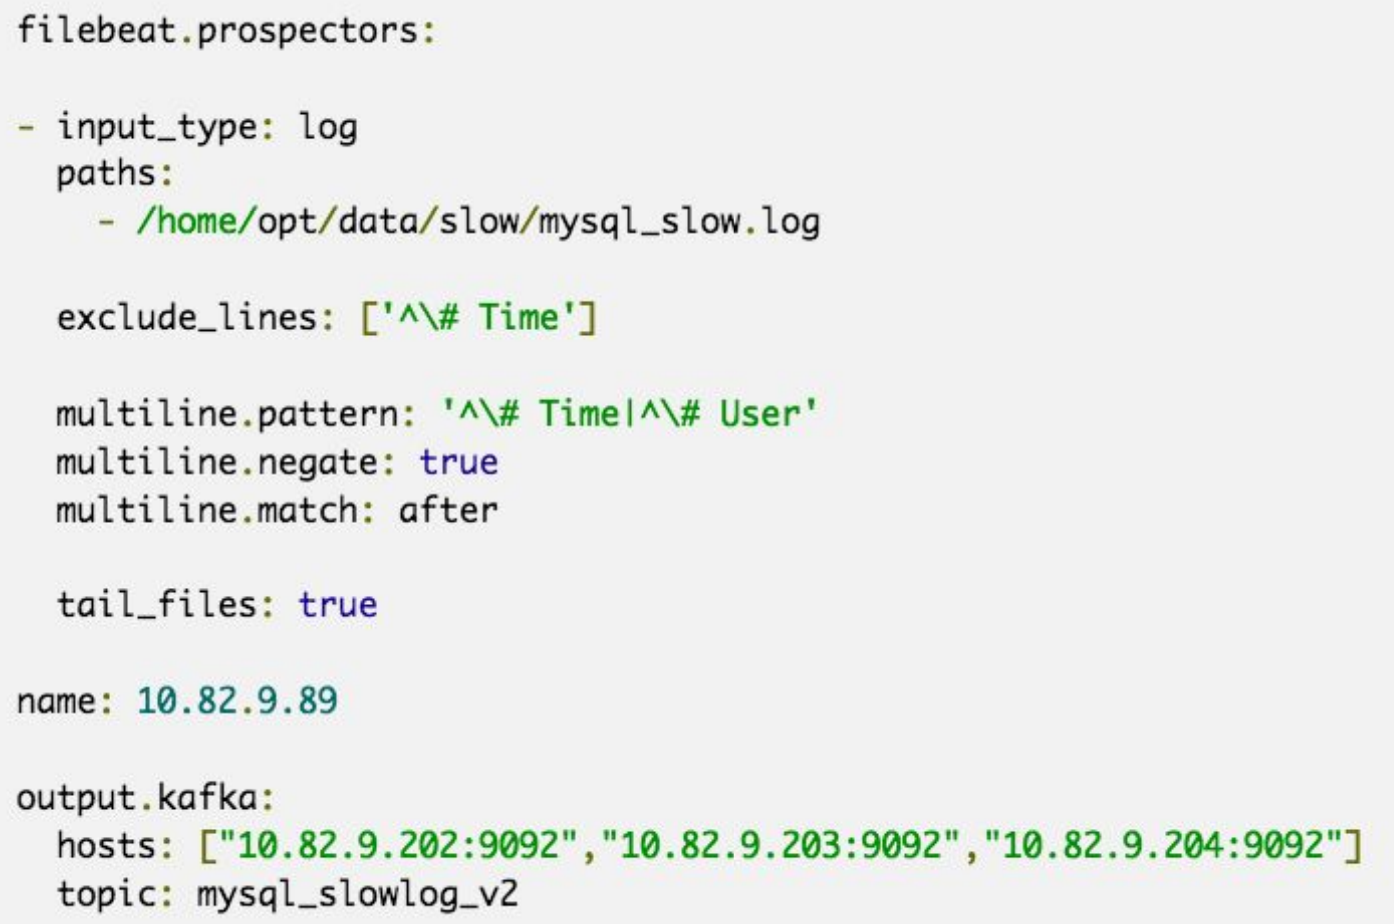 filebeat.prospectors:
- input_type: log
paths:
- /home/opt/data/slow/mysql_slow.log
exclude_lines: ['^\# Time']
multiline.pattern: '^\# Time|^\# User'
multiline.negate: true
multiline.match: after
tail_files: true
name: 10.82.9.89
output.kafka:
hosts: ["10.82.9.202:9092","10.82.9.203:9092","10.82.9.204:9092"]
topic: mysql_slowlog_v2